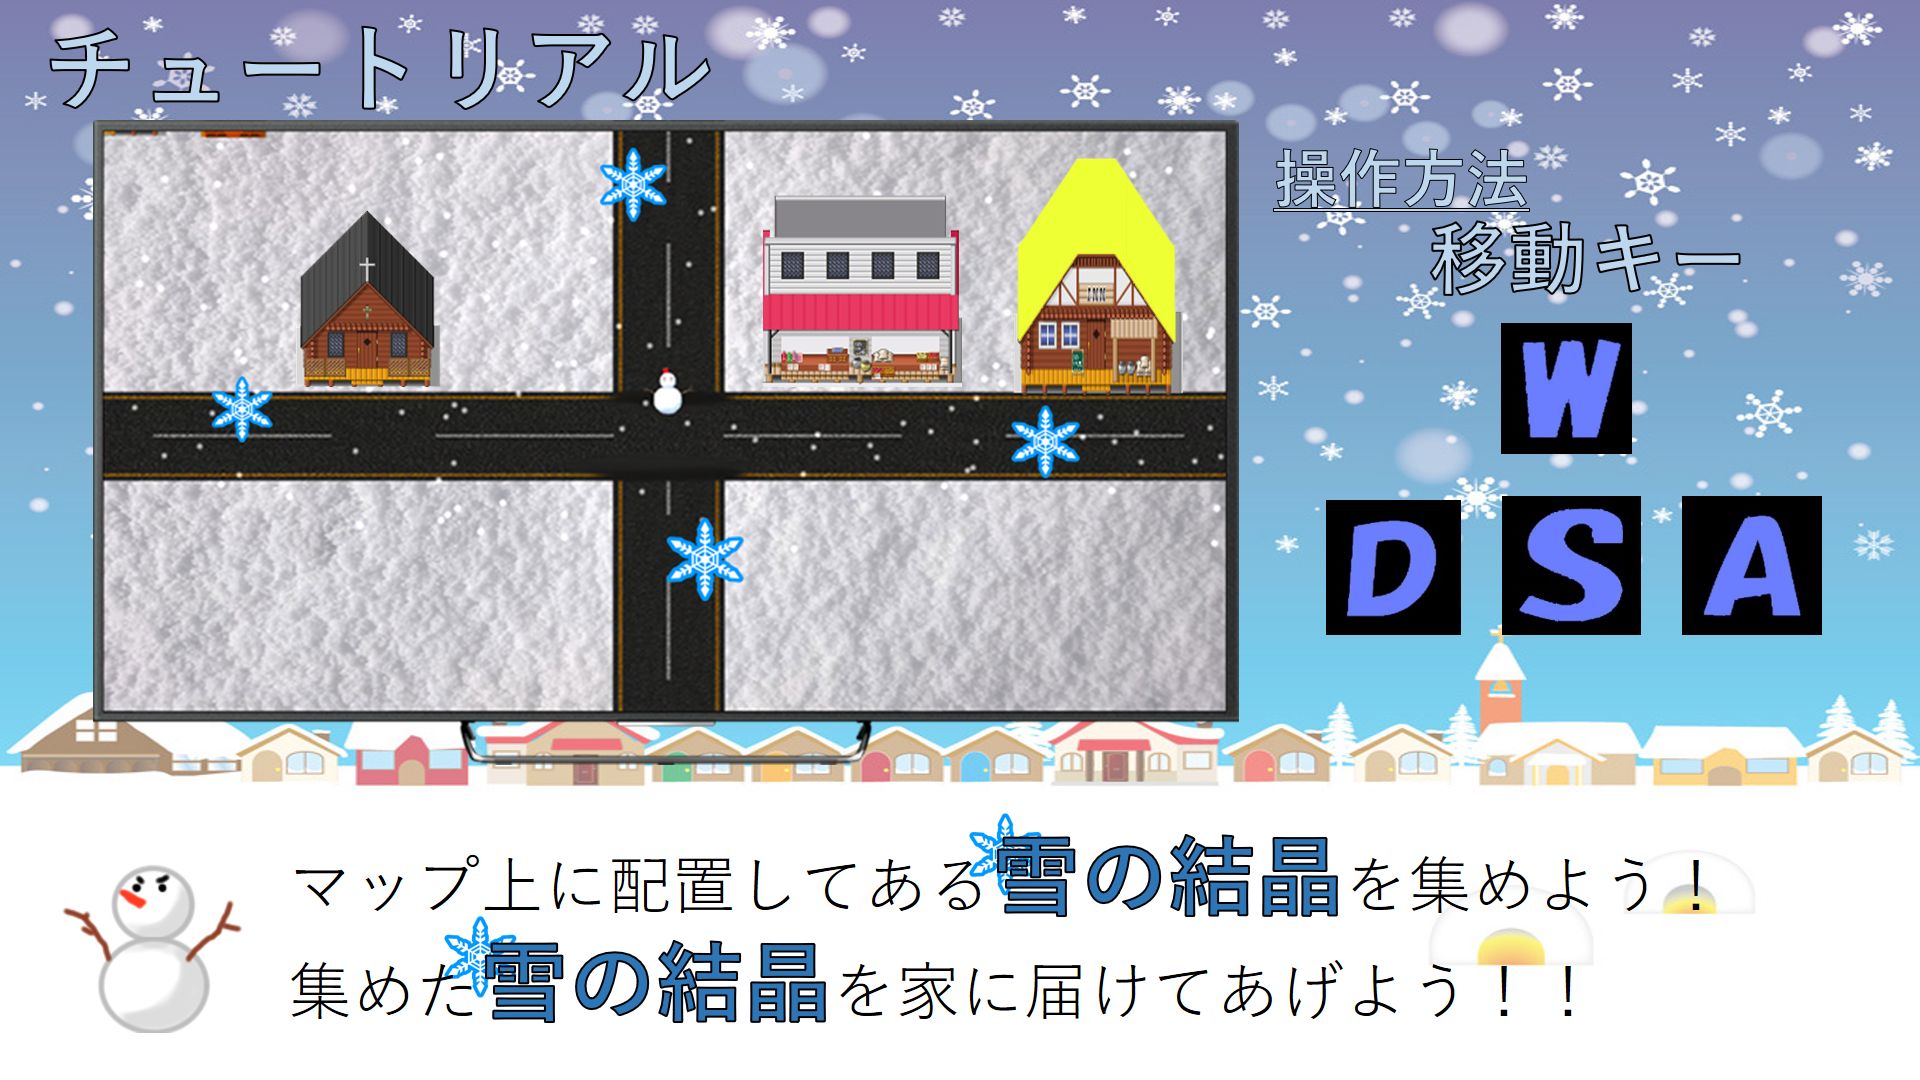 チュートリアル
操作方法
移動キー
W
D S A
INN
マップ上に配置してある雪の結晶を集めよう！
集めた雪の結晶を家に届けてあげよう！！